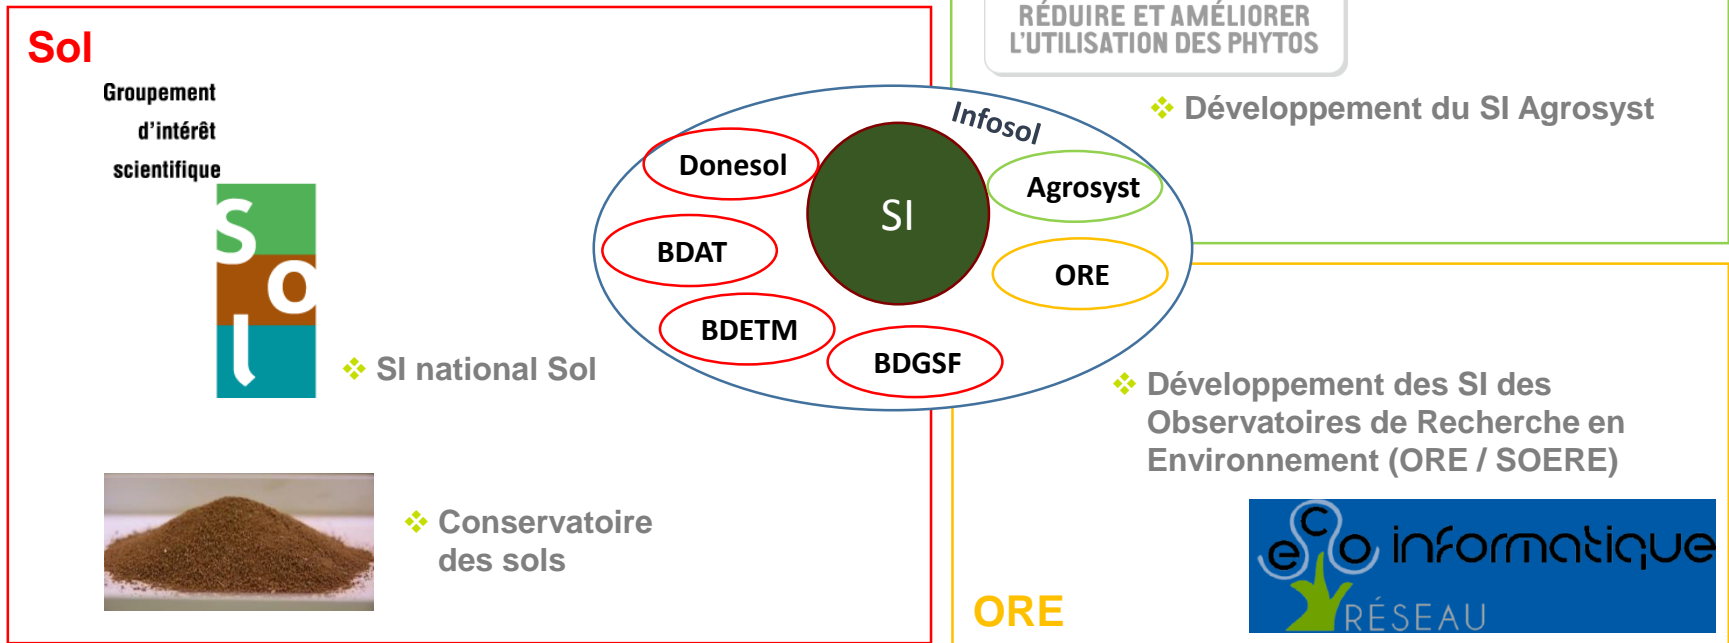 Sol
Groupement
d'intérêt
scientifique
Sol
❖ SI national Sol
❖ Conservatoire
des sols
Infosol
SI
Donesol
BDAT
BDETM
BDGSF
Agrosyst
ORE
RÉDUIRE ET AMÉLIORER
L'UTILISATION DES PHYTOS
❖ Développement du SI Agrosyst
❖ Développement des SI des
Observatoires de Recherche en
Environnement (ORE / SOERE)
eco informatique
RÉSEAU
ORE